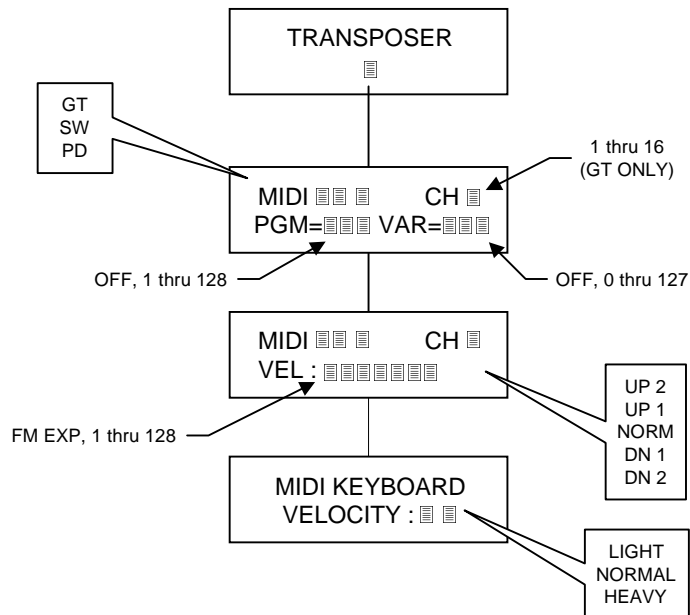 TRANSPOSER
GT
SW
PD
1 thru 16
(GT ONLY)
MIDI CH
PGM= VAR=
OFF, 1 thru 128
OFF, 0 thru 127
MIDI CH
VEL :
FM EXP, 1 thru 128
UP 2
UP 1
NORM
DN 1
DN 2
MIDI KEYBOARD
VELOCITY :
LIGHT
NORMAL
HEAVY